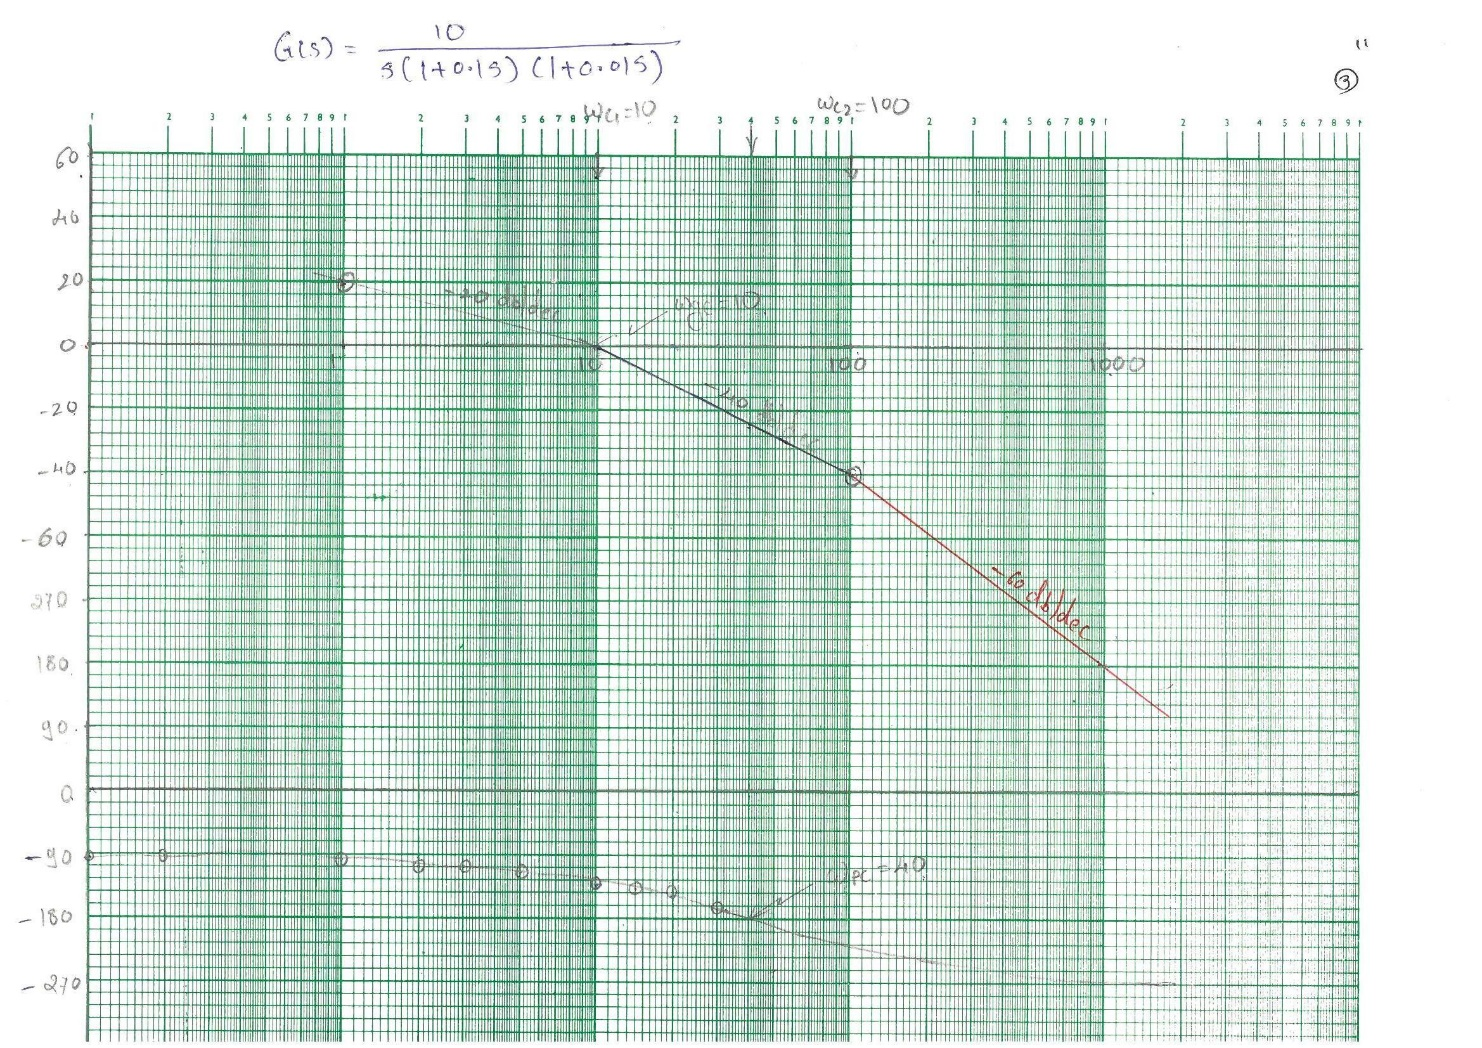 G(s) = 10
s(1+0.1s) (1+0.01s)
11
3
ωc1=10
ωc2=100
1 2 3 4 5 6 7 8 9 1 2 3 4 5 6 7 8 9 1 2 3 4 5 6 7 8 9 1 2 3 4 5 6 7 8 9 1 2 3 4 5 6 7 8 9 1
60
40
20
-20 db/dec
ωgc=10
0
1
10
100
1000
-20
-40 db/dec
-40
-60
270
-60 db/dec
180
90
0
-90
ωpc=40
-180
-270